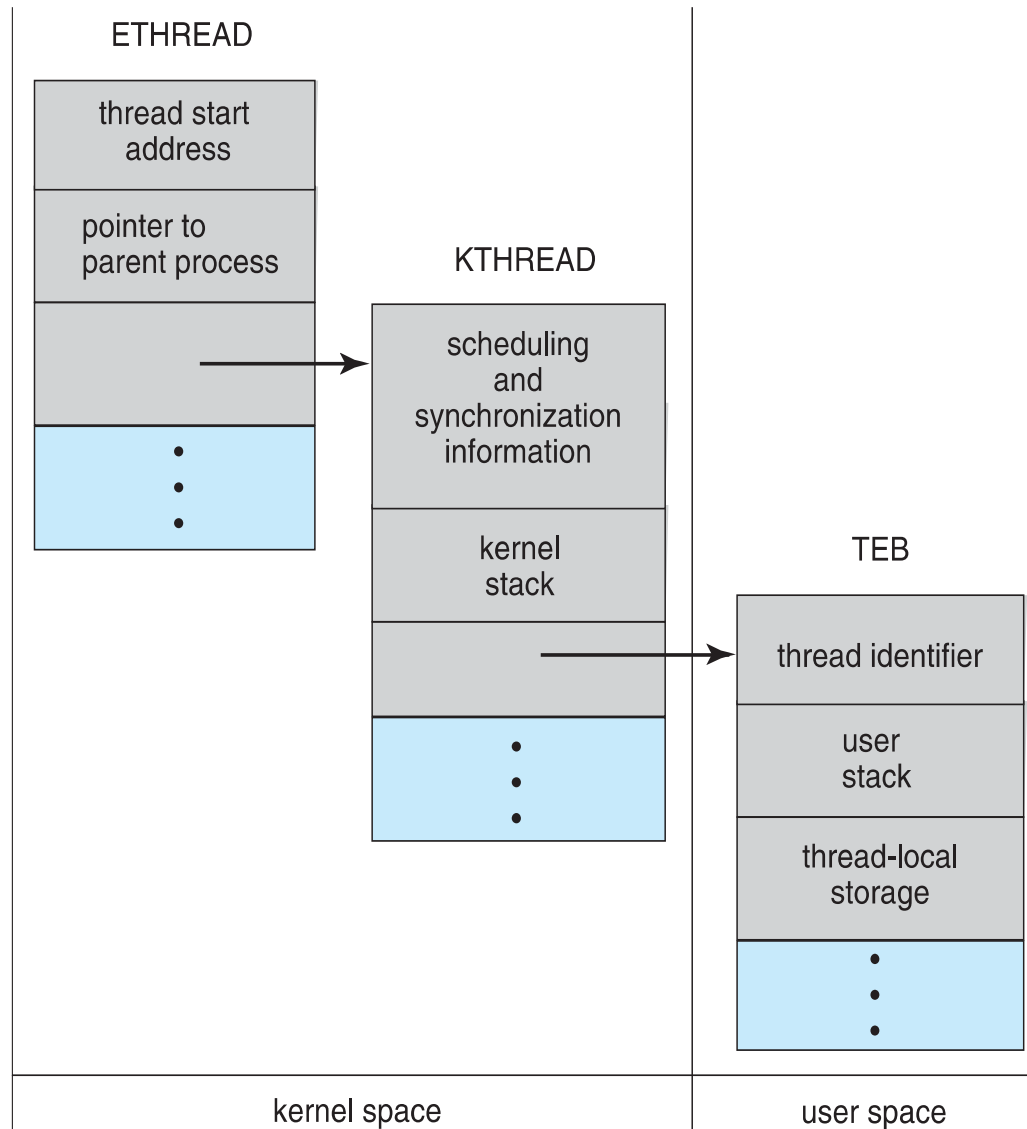 ETHREAD
thread start
address
pointer to
parent process
KTHREAD
scheduling
and
synchronization
information
kernel
stack
TEB
thread identifier
user
stack
thread-local
storage
kernel space
user space